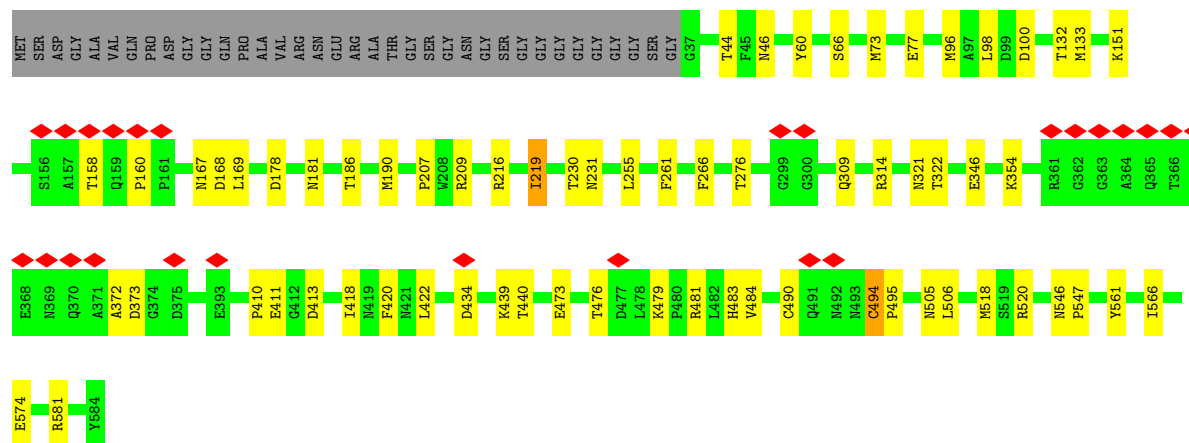 MET SER ASP GLY ALA VAL GLN PRO ASP GLY GLY GLN PRO ALA VAL ARG ASN GLU ARG ALA THR GLY SER GLY ASN GLY SER GLY GLY GLY GLY GLY GLY GLY SER GLY G37 T44 F45 N46 Y60 S66 M73 E77 M96 A97 L98 D99 D100 T132 M133 K151
S156 A157 T158 Q159 P160 P161 N167 D168 L169 D178 N181 T186 M190 P207 W208 R209 R216 I219 T230 N231 L255 F261 F266 T276 G299 G300 Q309 R314 N321 T322 E346 K354 R361 G362 G363 A364 Q365 T366
E368 N369 Q370 A371 A372 D373 G374 D375 E393 P410 E411 G412 D413 I418 N419 F420 N421 L422 D434 K439 T440 E473 T476 D477 L478 K479 P480 R481 L482 H483 V484 C490 Q491 N492 N493 C494 P495 N505 L506 M518 S519 R520 N546 P547 Y561 I566
E574 R581 Y584